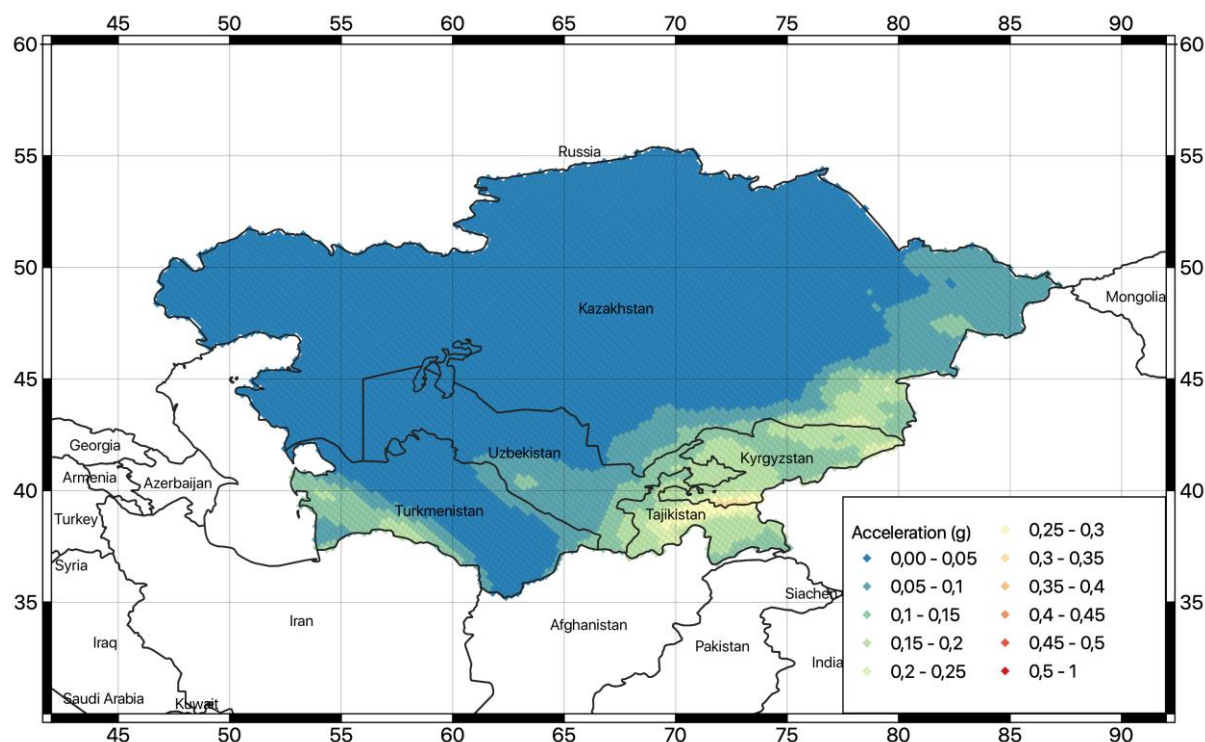 45 50 55 60 65 70 75 80 85 90
60 60
Russia
55 55
50 50
Mongolia
Kazakhstan
45 45
Georgia
Uzbekistan
Kyrgyzstan
Armenia
Azerbaijan
40 40
Turkmenistan
Tajikistan
Turkey
Syria
35 35
Siachen
Iran
Afghanistan
Iraq
Pakistan
India
Saudi Arabia
Kuwait
Acceleration (g)
0,00 - 0,05
0,05 - 0,1
0,1 - 0,15
0,15 - 0,2
0,2 - 0,25
0,25 - 0,3
0,3 - 0,35
0,35 - 0,4
0,4 - 0,45
0,45 - 0,5
0,5 - 1
45 50 55 60 65 70 75 80 85 90